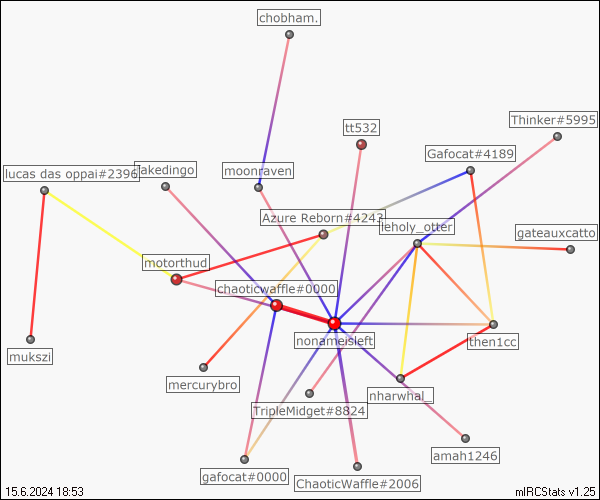 chobham.
Thinker#5995
tt532
Gafocat#4189
lucas das oppai#2396
fakedingo
moonraven
Azure Reborn#4243
leholy_otter
gateauxcatto
motorthud
chaoticwaffle#0000
nonameisleft
then1cc
mukszi
mercurybro
nharwhal_
TripleMidget#8824
amah1246
gafocat#0000
ChaoticWaffle#2006
15.6.2024 18:53
mIRCStats v1.25